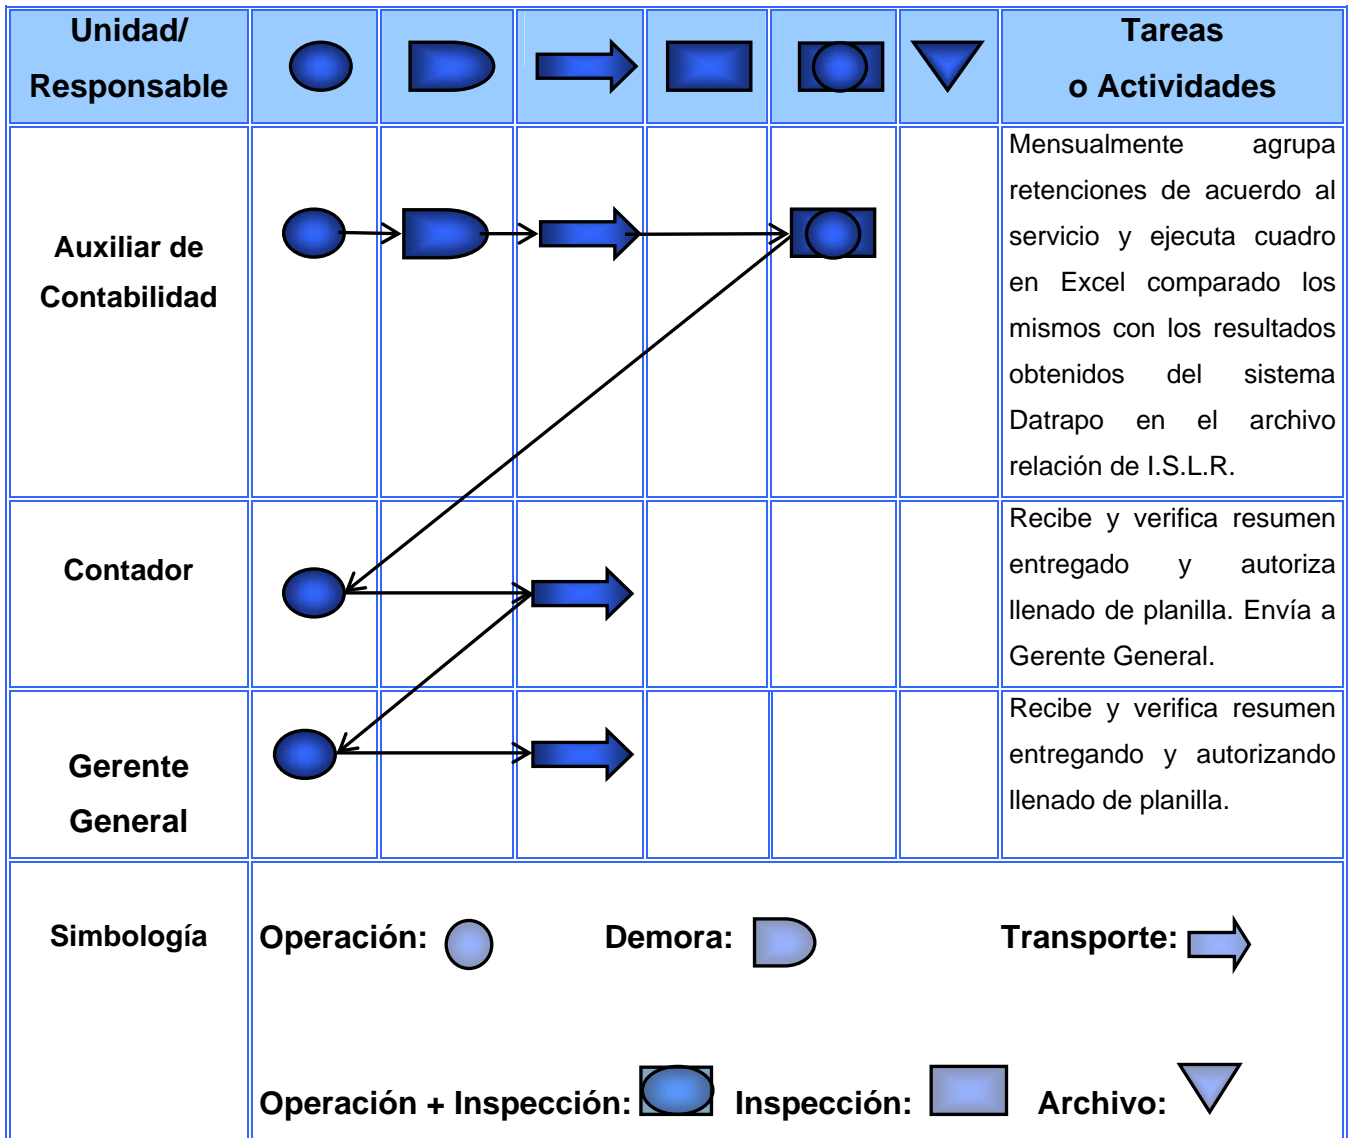 Unidad/
Responsable
Tareas
o Actividades
Auxiliar de
Contabilidad
Mensualmente agrupa
retenciones de acuerdo al
servicio y ejecuta cuadro
en Excel comparado los
mismos con los resultados
obtenidos del sistema
Datrapo en el archivo
relación de I.S.L.R.
Contador
Recibe y verifica resumen
entregado y autoriza
llenado de planilla. Envía a
Gerente General.
Gerente
General
Recibe y verifica resumen
entregando y autorizando
llenado de planilla.
Simbología
Operación: Demora: Transporte:
Operación + Inspección: Inspección: Archivo: